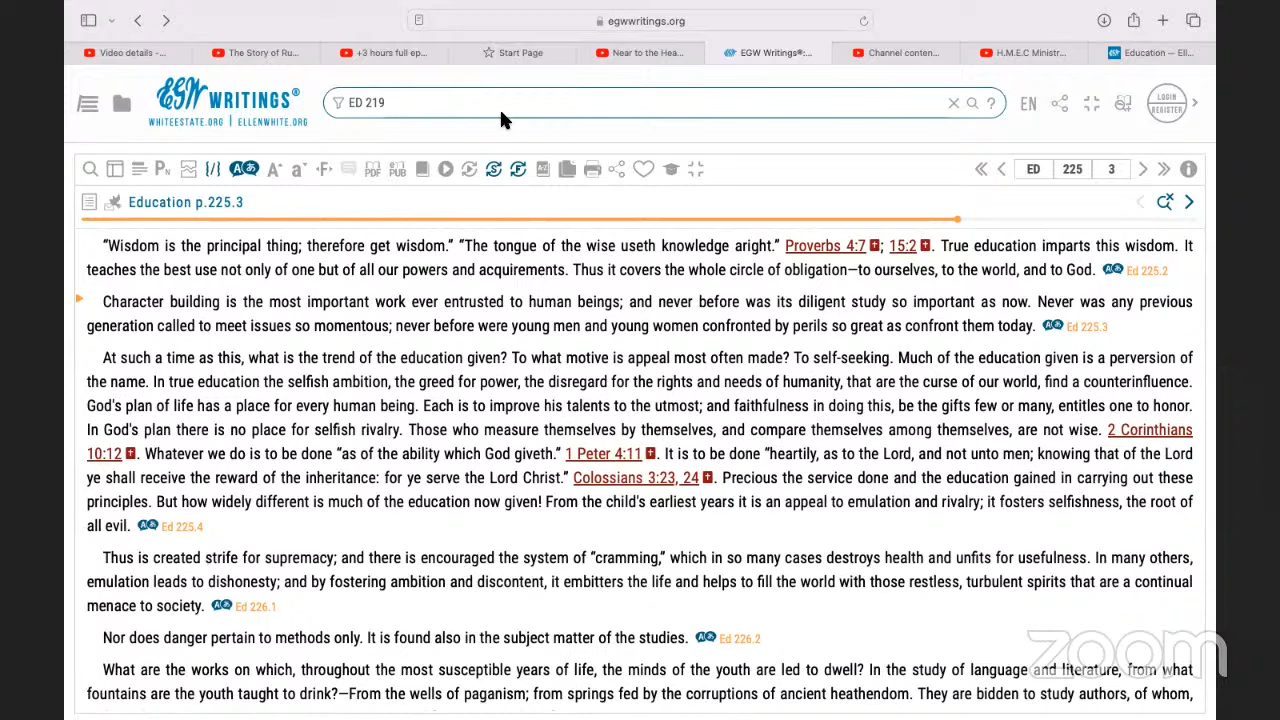 egwwritings.org
Video details -...
The Story of Ru...
+3 hours full ep...
Start Page
Near to the Hea...
EGW Writings®:...
Channel conten...
H.M.E.C Ministr...
Education — Ell...
EGW WRITINGS®
WHITEESTATE.ORG | ELLENWHITE.ORG
ED 219
EN
LOGIN
REGISTER
ED 225 3
Education p.225.3
“Wisdom is the principal thing; therefore get wisdom.” “The tongue of the wise useth knowledge aright.” Proverbs 4:7; 15:2. True education imparts this wisdom. It
teaches the best use not only of one but of all our powers and acquirements. Thus it covers the whole circle of obligation—to ourselves, to the world, and to God. Ed 225.2
Character building is the most important work ever entrusted to human beings; and never before was its diligent study so important as now. Never was any previous
generation called to meet issues so momentous; never before were young men and young women confronted by perils so great as confront them today. Ed 225.3
At such a time as this, what is the trend of the education given? To what motive is appeal most often made? To self-seeking. Much of the education given is a perversion of
the name. In true education the selfish ambition, the greed for power, the disregard for the rights and needs of humanity, that are the curse of our world, find a counterinfluence.
God's plan of life has a place for every human being. Each is to improve his talents to the utmost; and faithfulness in doing this, be the gifts few or many, entitles one to honor.
In God's plan there is no place for selfish rivalry. Those who measure themselves by themselves, and compare themselves among themselves, are not wise. 2 Corinthians
10:12. Whatever we do is to be done “as of the ability which God giveth.” 1 Peter 4:11. It is to be done “heartily, as to the Lord, and not unto men; knowing that of the Lord
ye shall receive the reward of the inheritance: for ye serve the Lord Christ.” Colossians 3:23, 24. Precious the service done and the education gained in carrying out these
principles. But how widely different is much of the education now given! From the child's earliest years it is an appeal to emulation and rivalry; it fosters selfishness, the root of
all evil. Ed 225.4
Thus is created strife for supremacy; and there is encouraged the system of “cramming,” which in so many cases destroys health and unfits for usefulness. In many others,
emulation leads to dishonesty; and by fostering ambition and discontent, it embitters the life and helps to fill the world with those restless, turbulent spirits that are a continual
menace to society. Ed 226.1
Nor does danger pertain to methods only. It is found also in the subject matter of the studies. Ed 226.2
What are the works on which, throughout the most susceptible years of life, the minds of the youth are led to dwell? In the study of language and literature, from what
fountains are the youth taught to drink?—From the wells of paganism; from springs fed by the corruptions of ancient heathendom. They are bidden to study authors, of whom,
zoom